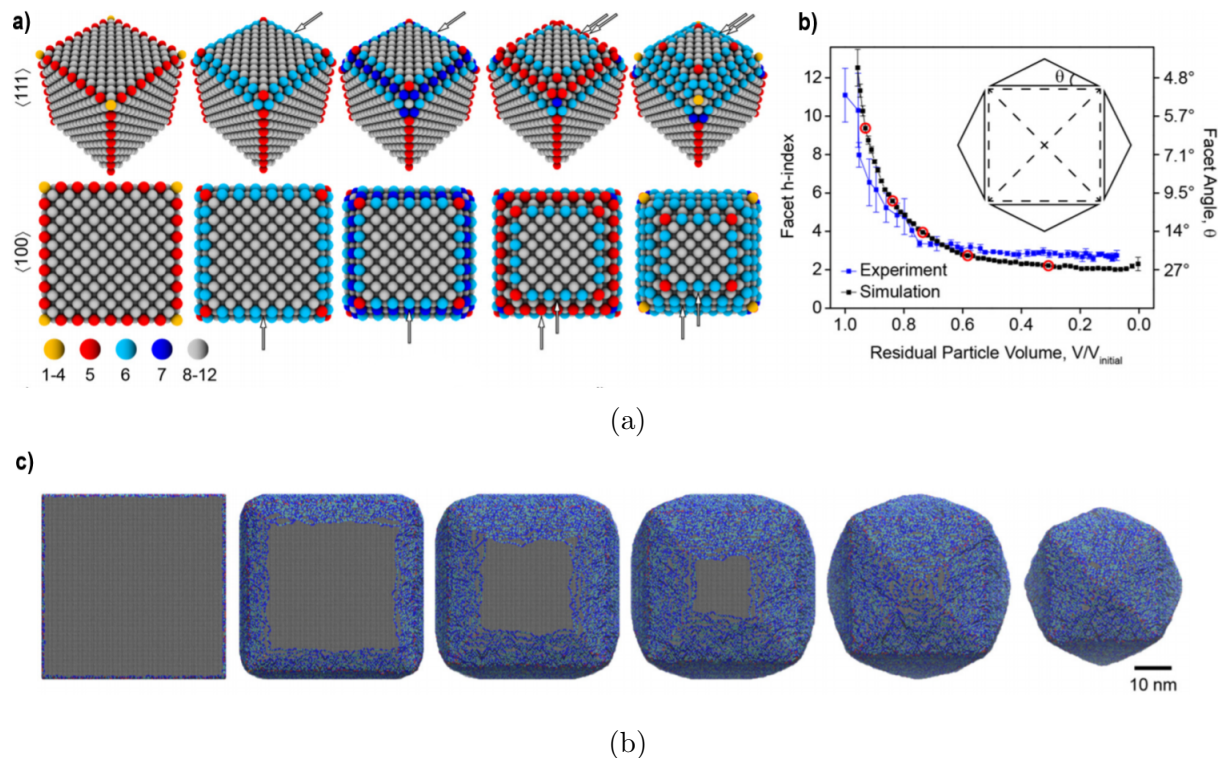 a)
⟨111⟩
⟨100⟩
1-4 5 6 7 8-12
b)
Facet h-index
12
10
8
6
4
2
0
θ
4.8°
5.7°
7.1°
9.5°
14°
27°
Facet Angle, θ
Experiment
Simulation
1.0 0.8 0.6 0.4 0.2 0.0
Residual Particle Volume, V/Vinitial
(a)
c)
10 nm
(b)